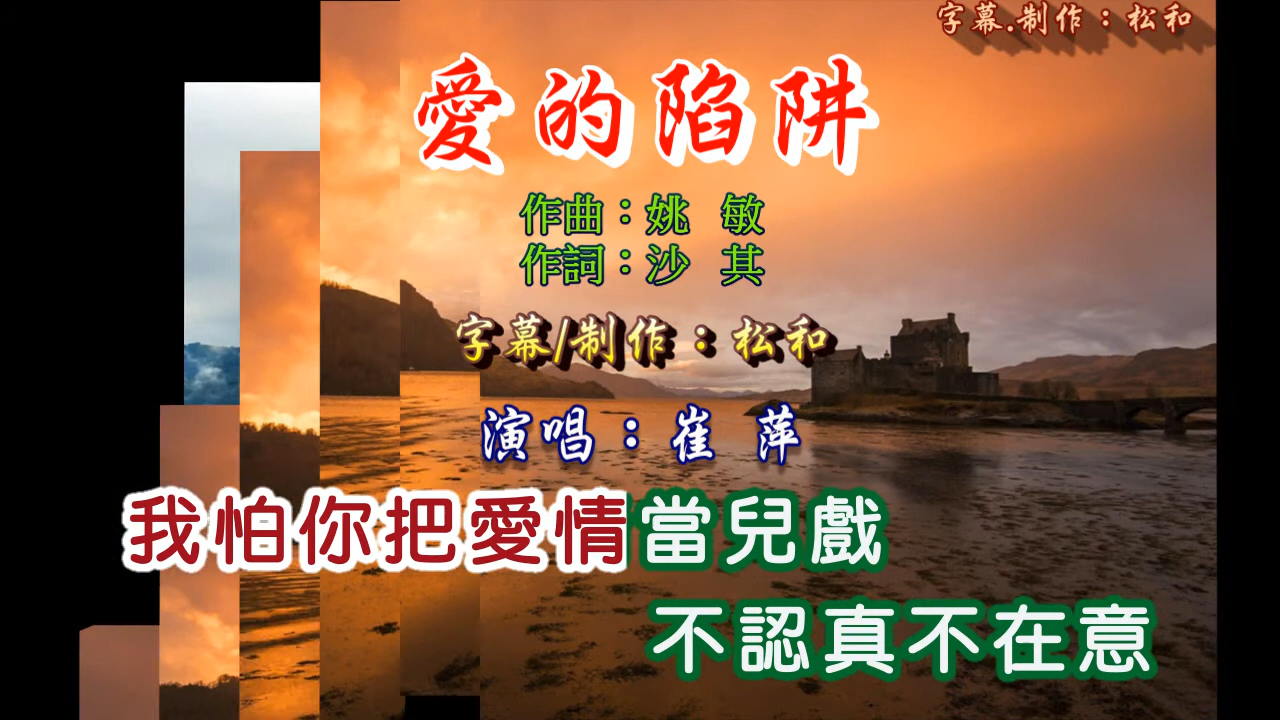 字幕.制作：松和
愛的陷阱
作曲：姚 敏
作詞：沙 其
字幕/制作：松和
演唱：崔 萍
我怕你把愛情當兒戲
不認真不在意